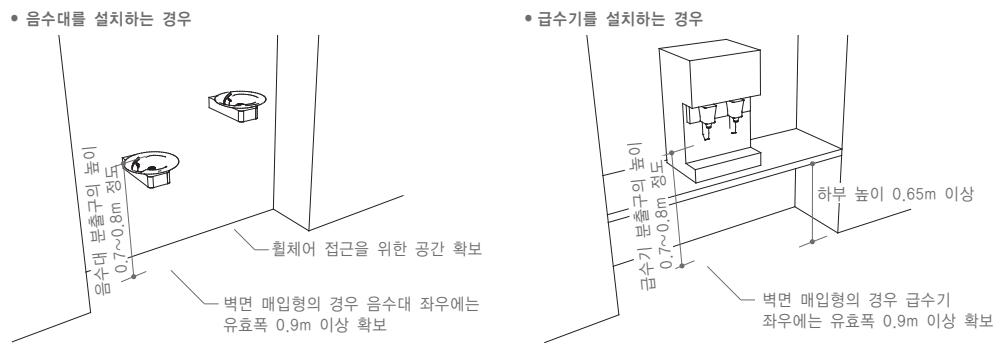 • 음수대를 설치하는 경우
음수대 분출구의 높이
0.7~0.8m 정도
휠체어 접근을 위한 공간 확보
벽면 매입형의 경우 음수대 좌우에는
유효폭 0.9m 이상 확보
• 급수기를 설치하는 경우
급수기 분출구의 높이
0.7~0.8m 정도
하부 높이 0.65m 이상
벽면 매입형의 경우 급수기
좌우에는 유효폭 0.9m 이상 확보